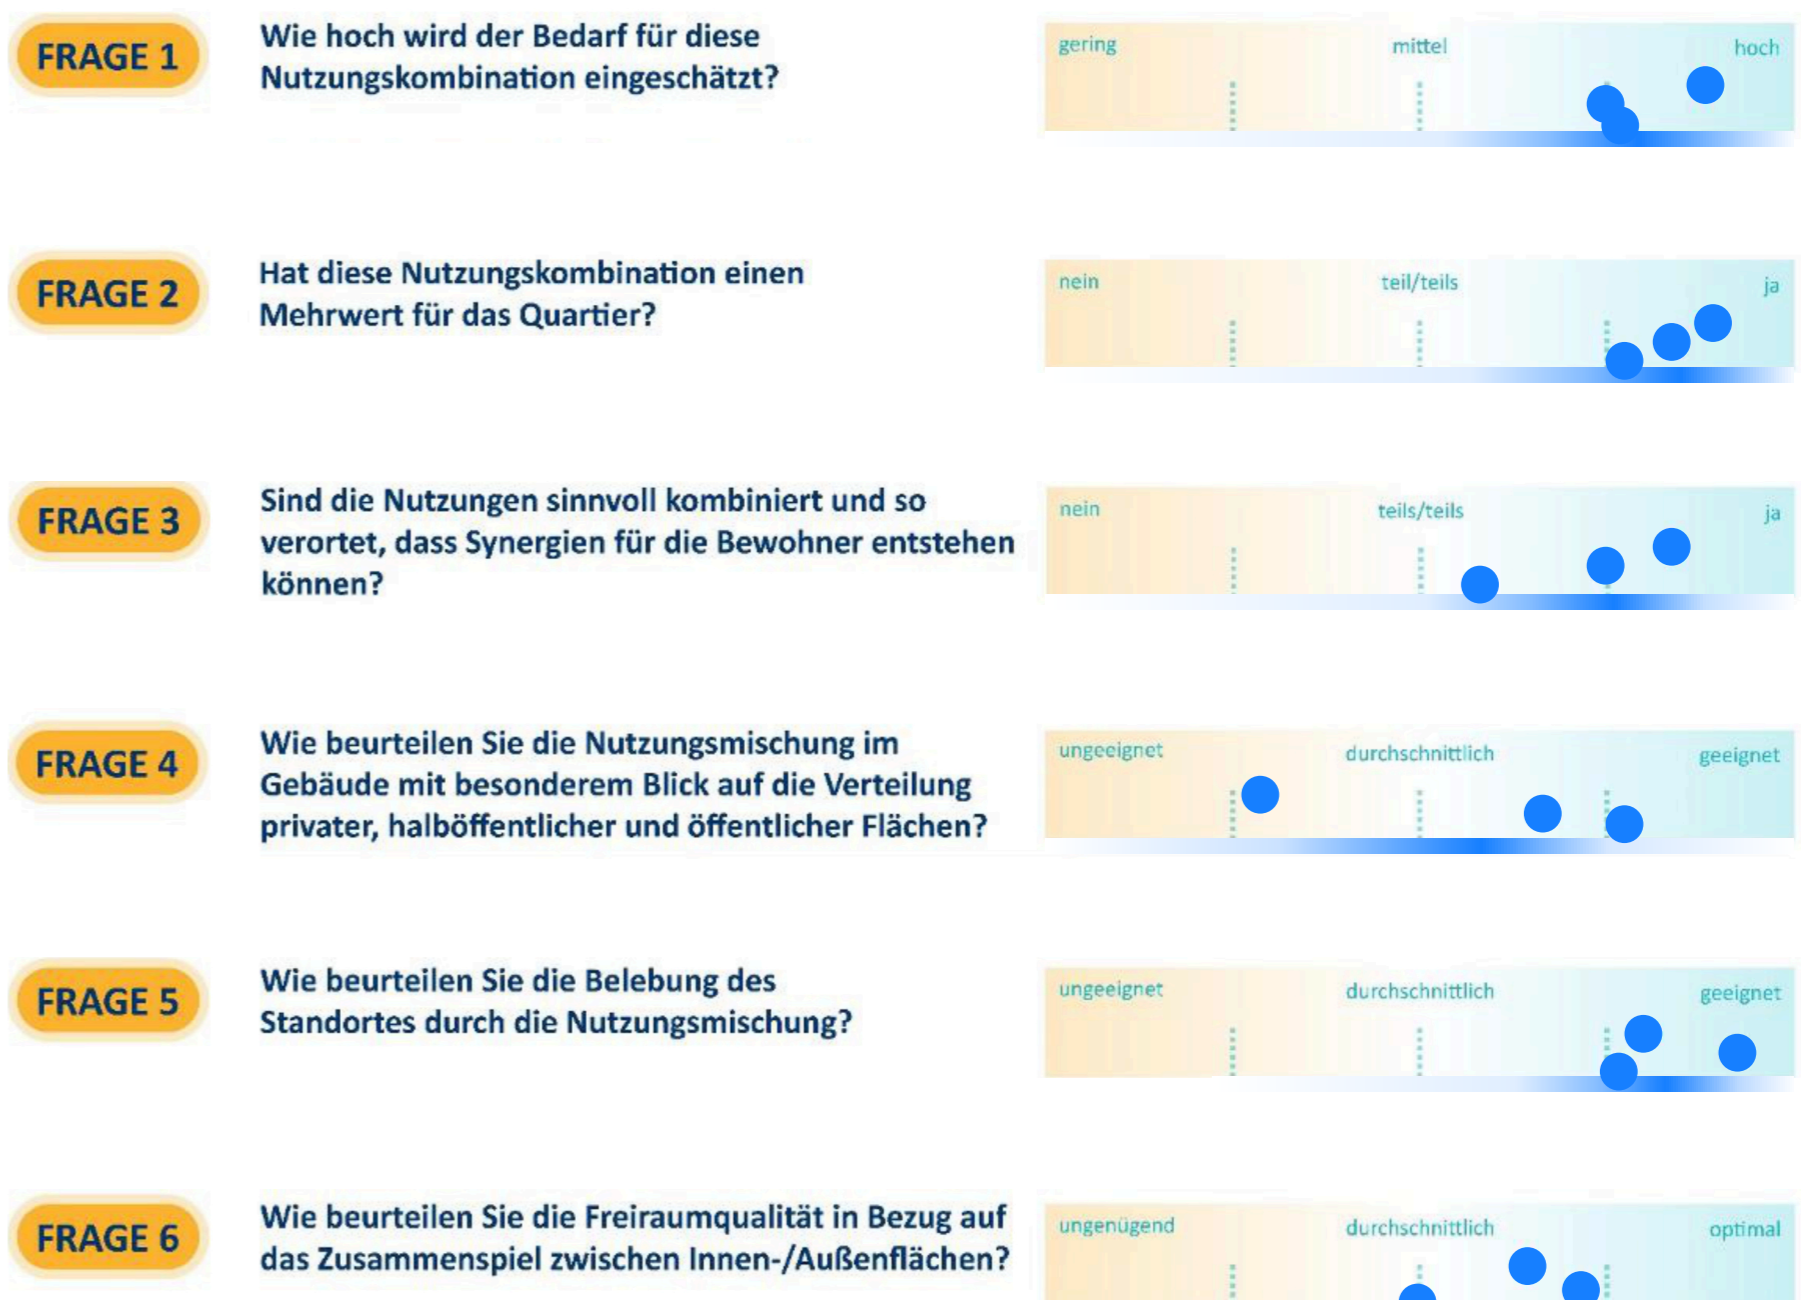 FRAGE 1
Wie hoch wird der Bedarf für diese
Nutzungskombination eingeschätzt?
gering
mittel
hoch
FRAGE 2
Hat diese Nutzungskombination einen
Mehrwert für das Quartier?
nein
teil/teils
ja
FRAGE 3
Sind die Nutzungen sinnvoll kombiniert und so
verortet, dass Synergien für die Bewohner entstehen
können?
nein
teils/teils
ja
FRAGE 4
Wie beurteilen Sie die Nutzungsmischung im
Gebäude mit besonderem Blick auf die Verteilung
privater, halböffentlicher und öffentlicher Flächen?
ungeeignet
durchschnittlich
geeignet
FRAGE 5
Wie beurteilen Sie die Belebung des
Standortes durch die Nutzungsmischung?
ungeeignet
durchschnittlich
geeignet
FRAGE 6
Wie beurteilen Sie die Freiraumqualität in Bezug auf
das Zusammenspiel zwischen Innen-/Außenflächen?
ungenügend
durchschnittlich
optimal